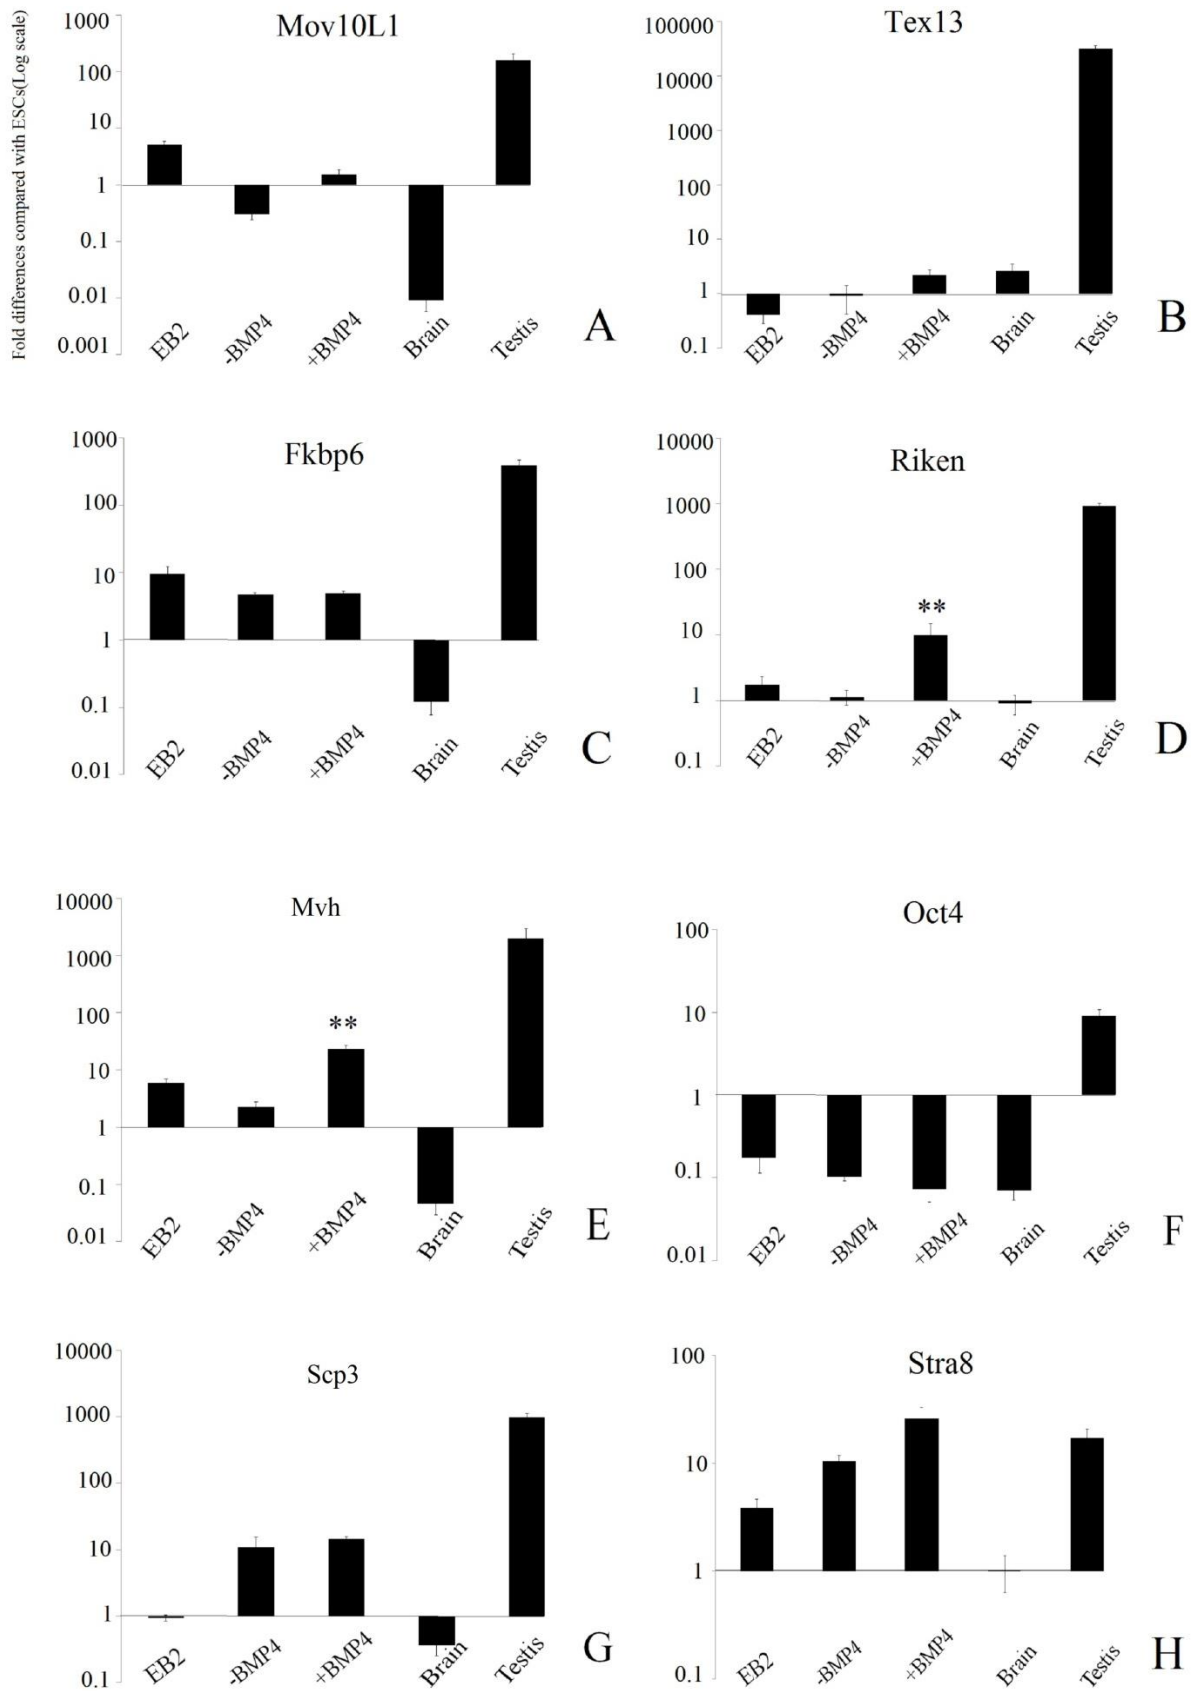 Fold differences compared with ESCs(Log scale)
Mov10L1
1000
100
10
1
0.1
0.01
0.001
EB2 -BMP4 +BMP4 Brain Testis
A
Tex13
100000
10000
1000
100
10
1
0.1
EB2 -BMP4 +BMP4 Brain Testis
B
Fkbp6
1000
100
10
1
0.1
0.01
EB2 -BMP4 +BMP4 Brain Testis
C
Riken
10000
1000
100
10
1
0.1
**
EB2 -BMP4 +BMP4 Brain Testis
D
Mvh
10000
1000
100
10
1
0.1
0.01
**
EB2 -BMP4 +BMP4 Brain Testis
E
Oct4
100
10
1
0.1
0.01
EB2 -BMP4 +BMP4 Brain Testis
F
Scp3
10000
1000
100
10
1
0.1
EB2 -BMP4 +BMP4 Brain Testis
G
Stra8
100
10
1
0.1
EB2 -BMP4 +BMP4 Brain Testis
H